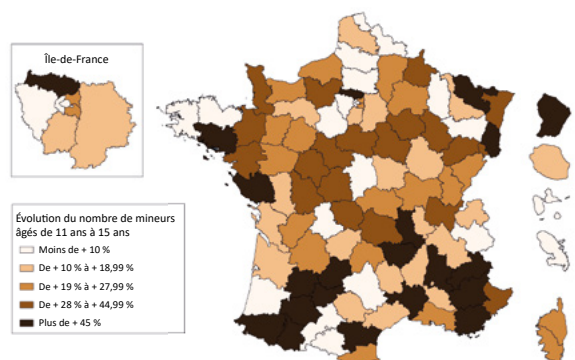 Île-de-France
Évolution du nombre de mineurs
âgés de 11 ans à 15 ans
Moins de + 10 %
De + 10 % à + 18,99 %
De + 19 % à + 27,99 %
De + 28 % à + 44,99 %
Plus de + 45 %